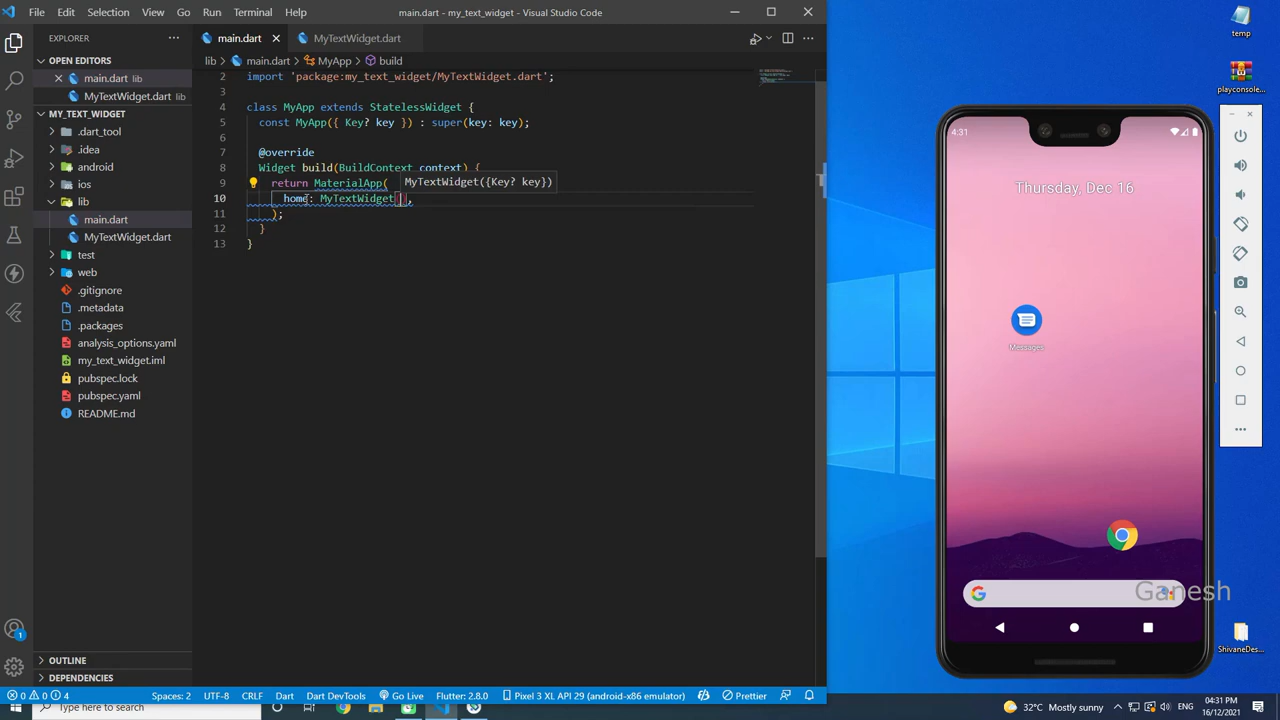 File Edit Selection View Go Run Terminal Help
main.dart - my_text_widget - Visual Studio Code
EXPLORER
main.dart
MyTextWidget.dart
OPEN EDITORS
lib > main.dart > MyApp > build
main.dart lib
MyTextWidget.dart lib
MY_TEXT_WIDGET
.dart_tool
.idea
android
ios
lib
main.dart
MyTextWidget.dart
test
web
.gitignore
.metadata
.packages
analysis_options.yaml
my_text_widget.iml
pubspec.lock
pubspec.yaml
README.md
OUTLINE
DEPENDENCIES
2 import 'package:my_text_widget/MyTextWidget.dart';
3
4 class MyApp extends StatelessWidget {
5 const MyApp({ Key? key }) : super(key: key);
6
7 @override
8 Widget build(BuildContext context) {
9 return MaterialApp(
MyTextWidget({Key? key})
10 home: MyTextWidget(),
11 );
12 }
13 }
0 0 4
Spaces: 2 UTF-8 CRLF Dart Dart DevTools Go Live Flutter: 2.8.0 Pixel 3 XL API 29 (android-x86 emulator) Prettier
1
Type here to search
32°C Mostly sunny
ENG
04:31 PM
16/12/2021
temp
playconsole...
ShivaneDes...
4:31
Thursday, Dec 16
Messages
G
Ganesh